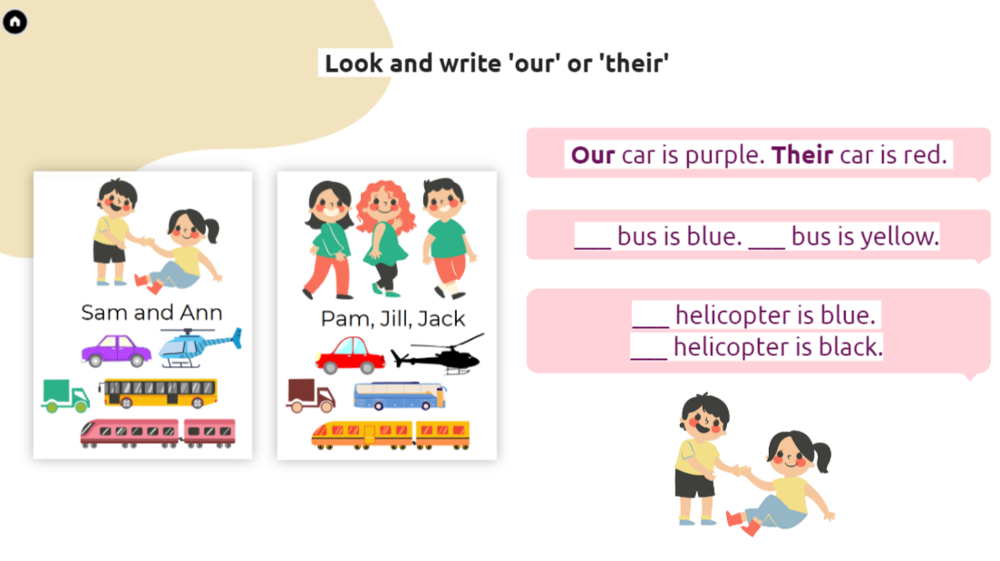 Look and write 'our' or 'their'
Sam and Ann
Pam, Jill, Jack
Our car is purple. Their car is red.
___ bus is blue. ___ bus is yellow.
___ helicopter is blue.
___ helicopter is black.